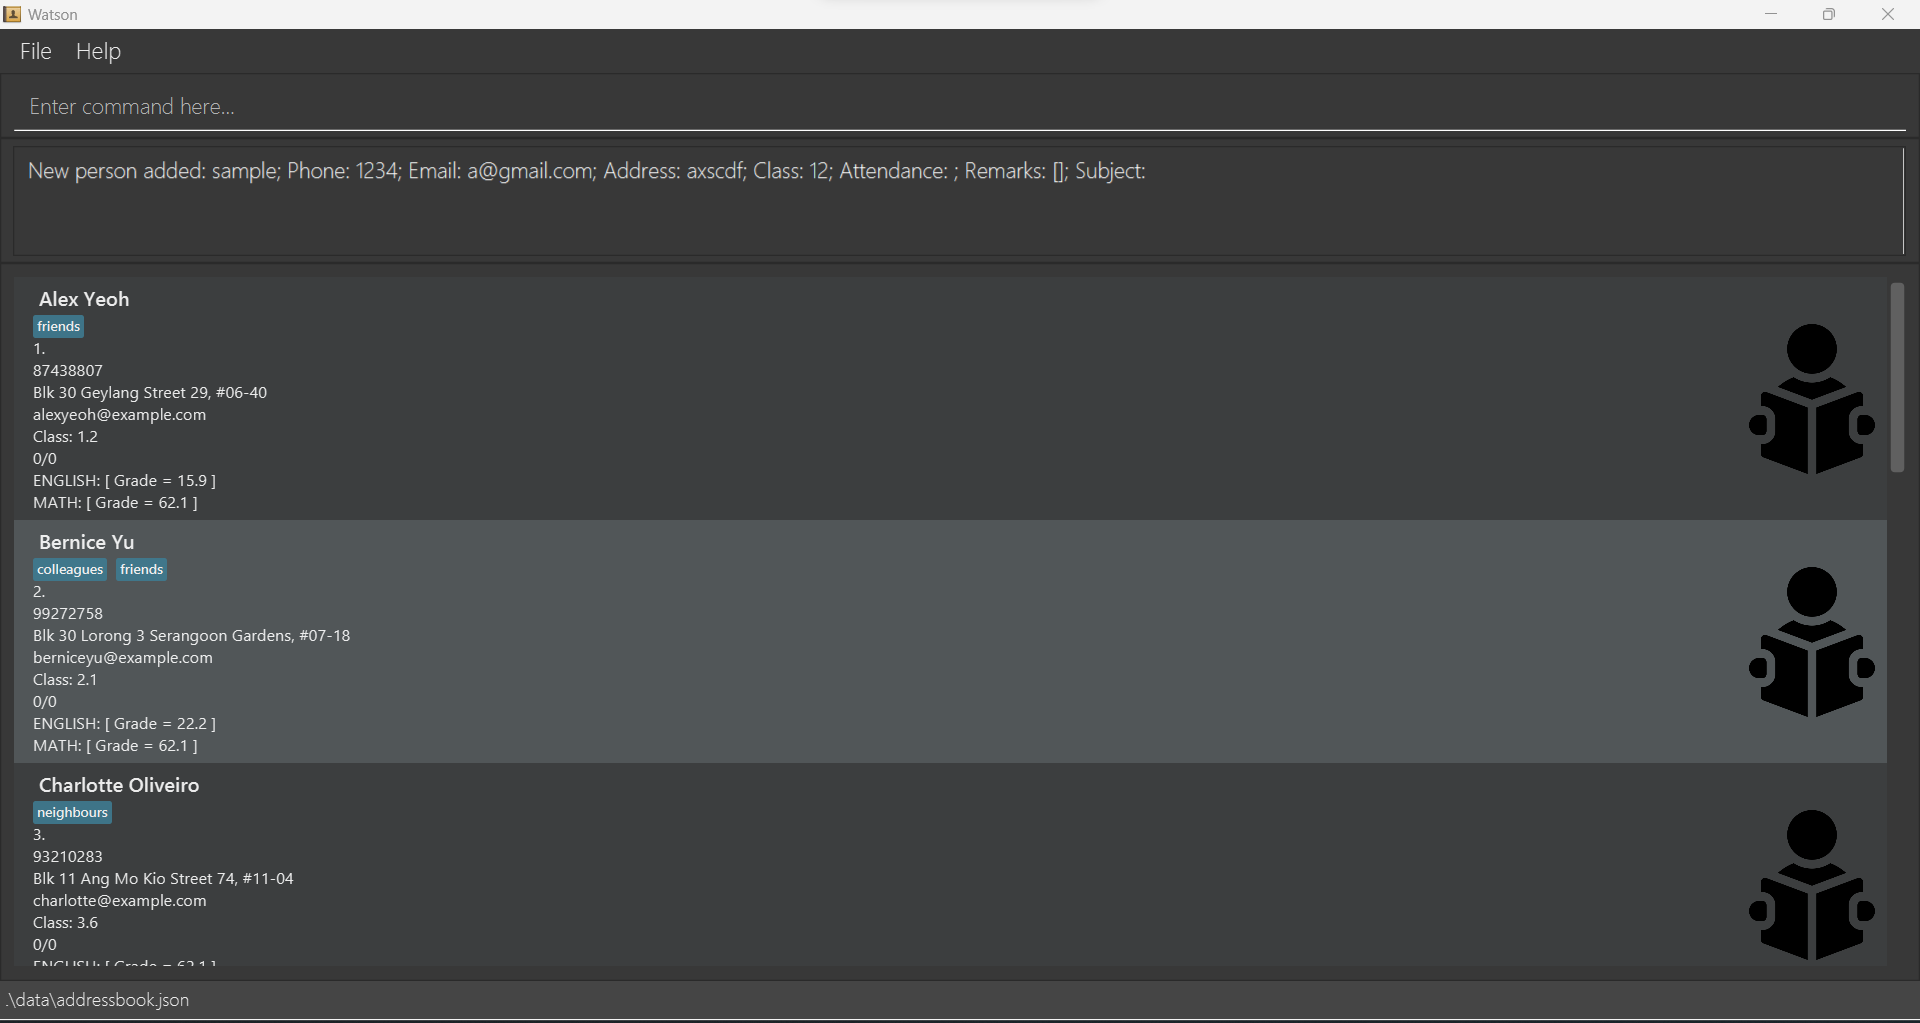 Watson
File Help
Enter command here...
New person added: sample; Phone: 1234; Email: a@gmail.com; Address: axscdf; Class: 12; Attendance: ; Remarks: []; Subject:
Alex Yeoh
friends
1.
87438807
Blk 30 Geylang Street 29, #06-40
alexyeoh@example.com
Class: 1.2
0/0
ENGLISH: [ Grade = 15.9 ]
MATH: [ Grade = 62.1 ]
Bernice Yu
colleagues friends
2.
99272758
Blk 30 Lorong 3 Serangoon Gardens, #07-18
berniceyu@example.com
Class: 2.1
0/0
ENGLISH: [ Grade = 22.2 ]
MATH: [ Grade = 62.1 ]
Charlotte Oliveiro
neighbours
3.
93210283
Blk 11 Ang Mo Kio Street 74, #11-04
charlotte@example.com
Class: 3.6
0/0
ENGLISH: [ Grade = 62.1 ]
.\data\addressbook.json